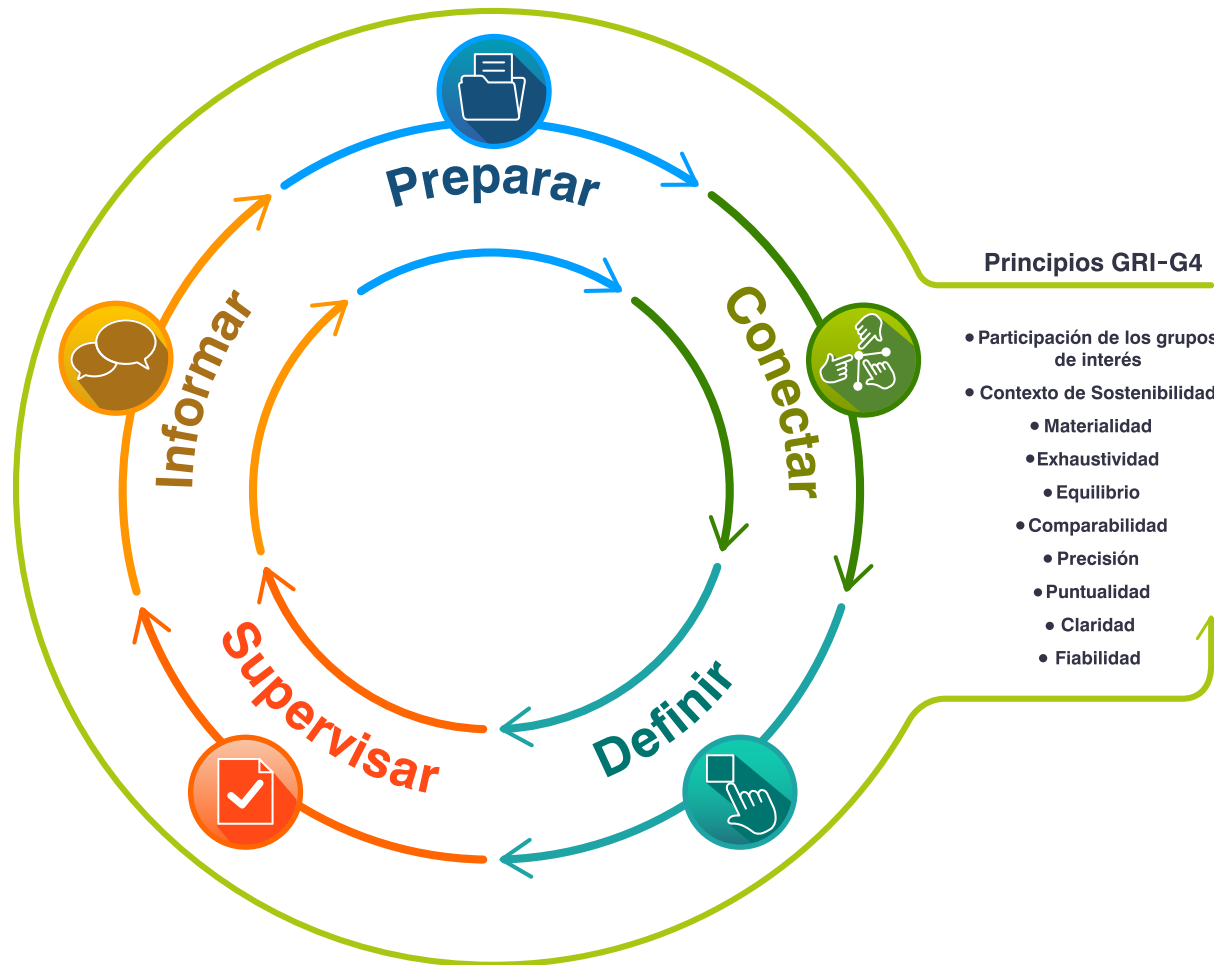 Preparar
Conectar
Definir
Supervisar
Informar
Principios GRI-G4
• Participación de los grupos
de interés
• Contexto de Sostenibilidad
• Materialidad
•Exhaustividad
• Equilibrio
• Comparabilidad
• Precisión
•Puntualidad
• Claridad
• Fiabilidad